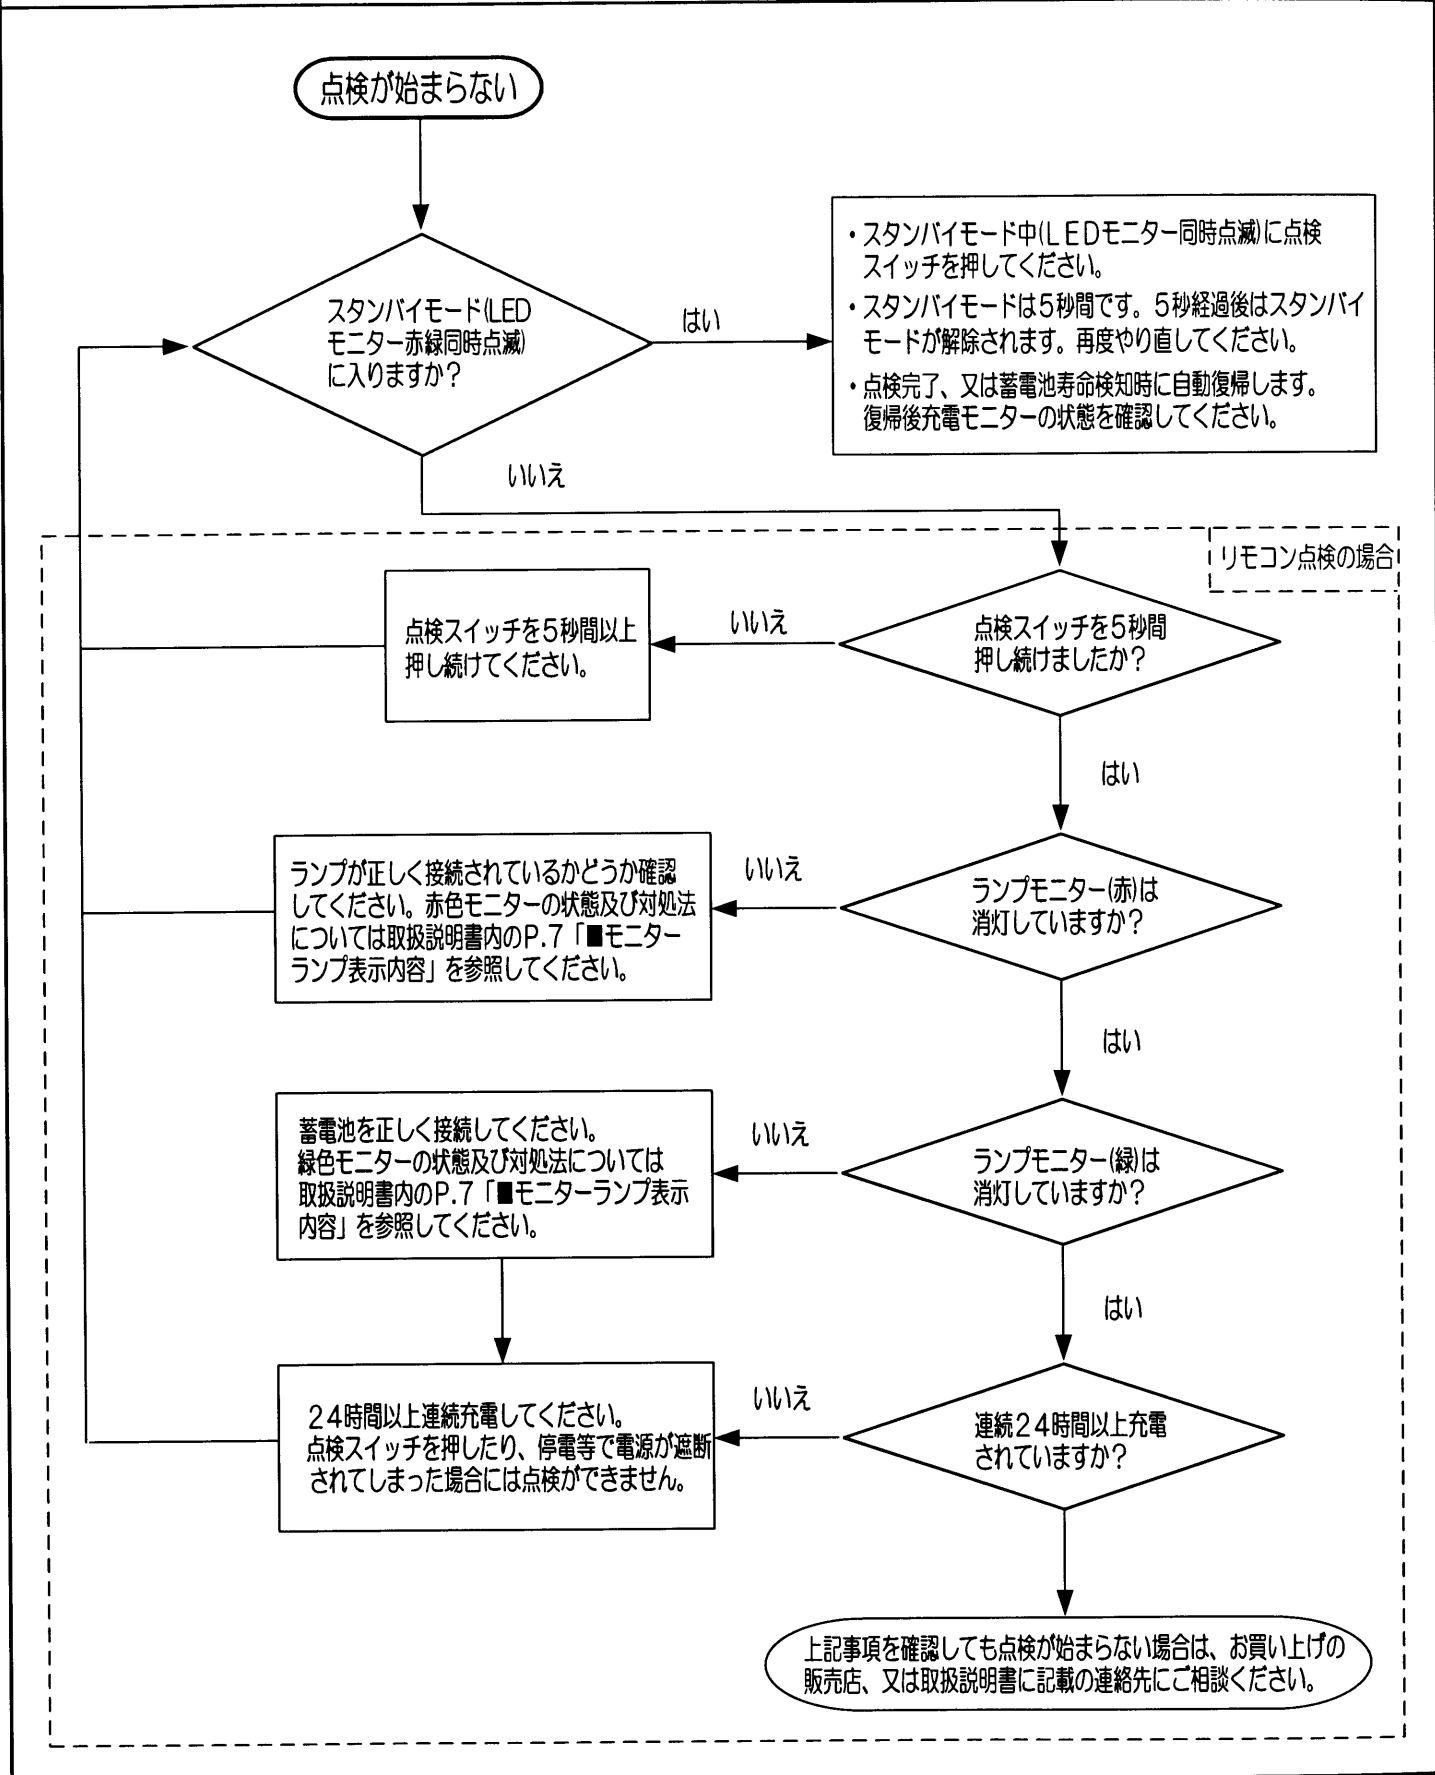 点検が始まらない
スタンバイモード(LED
モニター赤緑同時点滅)
に入りますか?
はい
・スタンバイモード中(LEDモニター同時点滅)に点検
スイッチを押してください。
・スタンバイモードは5秒間です。5秒経過後はスタンバイ
モードが解除されます。再度やり直してください。
・点検完了、又は蓄電池寿命検知時に自動復帰します。
復帰後充電モニターの状態を確認してください。
いいえ
リモコン点検の場合
点検スイッチを5秒間
押し続けましたか?
いいえ
点検スイッチを5秒間以上
押し続けてください。
はい
ランプモニター(赤)は
消灯していますか?
いいえ
ランプが正しく接続されているかどうか確認
してください。赤色モニターの状態及び対処法
については取扱説明書内のP.7「■モニター
ランプ表示内容」を参照してください。
はい
ランプモニター(緑)は
消灯していますか?
いいえ
蓄電池を正しく接続してください。
緑色モニターの状態及び対処法については
取扱説明書内のP.7「■モニターランプ表示
内容」を参照してください。
はい
連続24時間以上充電
されていますか?
いいえ
24時間以上連続充電してください。
点検スイッチを押したり、停電等で電源が遮断
されてしまった場合には点検ができません。
上記事項を確認しても点検が始まらない場合は、お買い上げの
販売店、又は取扱説明書に記載の連絡先にご相談ください。